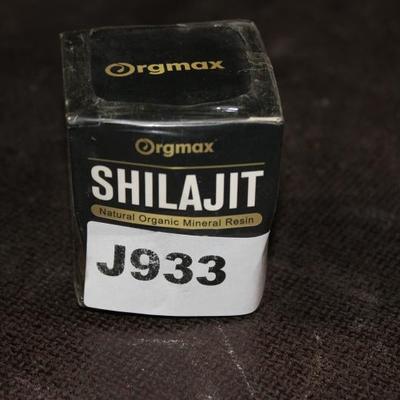 Orgmax
Orgmax
SHILAJIT
Natural Organic Mineral Resin
J933